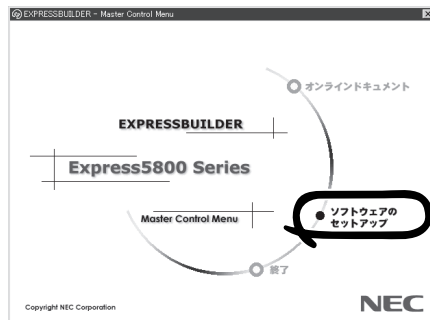 EXPRESSBUILDER - Master Control Menu
オンラインドキュメント
EXPRESSBUILDER
Express5800 Series
Master Control Menu
ソフトウェアの
セットアップ
終了
Copyright NEC Corporation
NEC